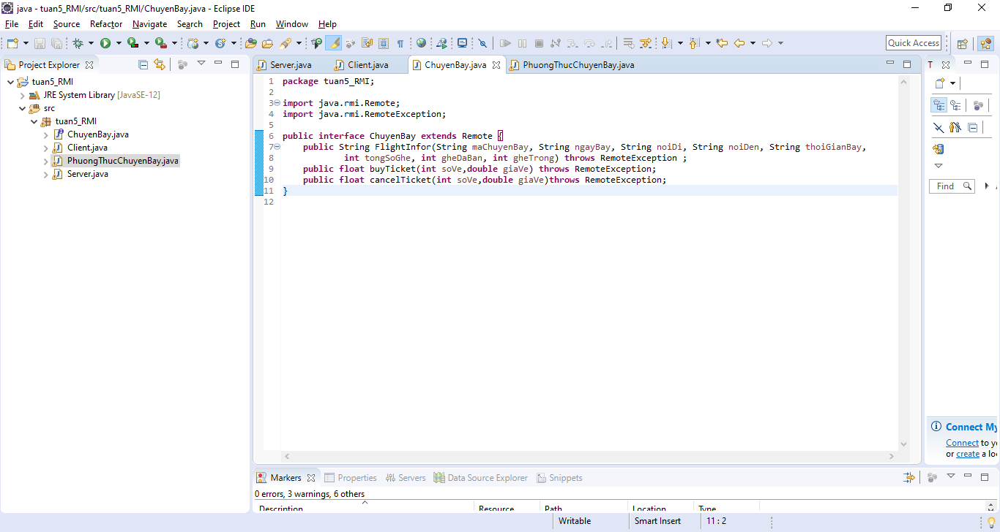 java - tuan5_RMI/src/tuan5_RMI/ChuyenBay.java - Eclipse IDE
File Edit Source Refactor Navigate Search Project Run Window Help
Quick Access
Project Explorer
tuan5_RMI
JRE System Library [JavaSE-12]
src
tuan5_RMI
ChuyenBay.java
Client.java
PhuongThucChuyenBay.java
Server.java
Server.java Client.java ChuyenBay.java PhuongThucChuyenBay.java
1 package tuan5_RMI;
2
3 import java.rmi.Remote;
4 import java.rmi.RemoteException;
5
6 public interface ChuyenBay extends Remote {
7 public String FlightInfor(String maChuyenBay, String ngayBay, String noiDi, String noiDen, String thoiGianBay,
8 int tongSoGhe, int gheDaBan, int gheTrong) throws RemoteException ;
9 public float buyTicket(int soVe,double giaVe) throws RemoteException;
10 public float cancelTicket(int soVe,double giaVe)throws RemoteException;
11 }
12
T
Find
Connect My
Connect to yo
or create a loc
Markers Properties Servers Data Source Explorer Snippets
0 errors, 3 warnings, 6 others
Description Resource Path Location Type
Writable Smart Insert 11 : 2